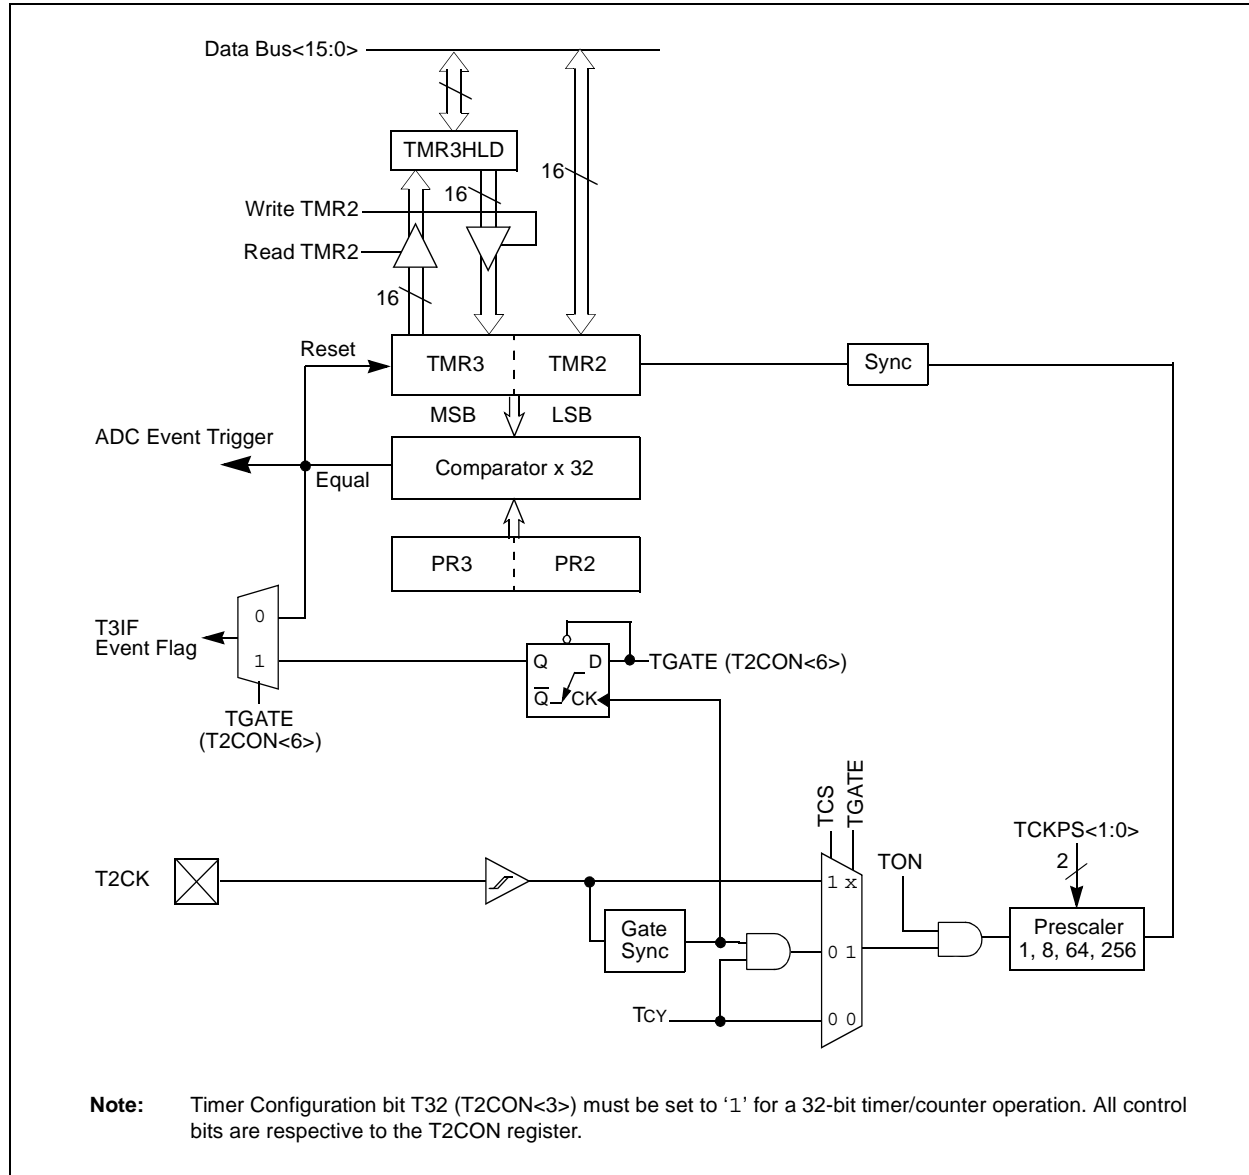 Data Bus<15:0>
TMR3HLD
16
16
Write TMR2
Read TMR2
16
Reset
TMR3
TMR2
Sync
MSB
LSB
ADC Event Trigger
Equal
Comparator x 32
PR3
PR2
0
T3IF
Event Flag
1
Q
D
TGATE (T2CON<6>)
Q
CK
TGATE
(T2CON<6>)
TCS
TGATE
TCKPS<1:0>
2
TON
T2CK
1 x
Gate
Sync
0 1
Prescaler
1, 8, 64, 256
TCY
0 0
Note: Timer Configuration bit T32 (T2CON<3>) must be set to ‘1’ for a 32-bit timer/counter operation. All control
bits are respective to the T2CON register.